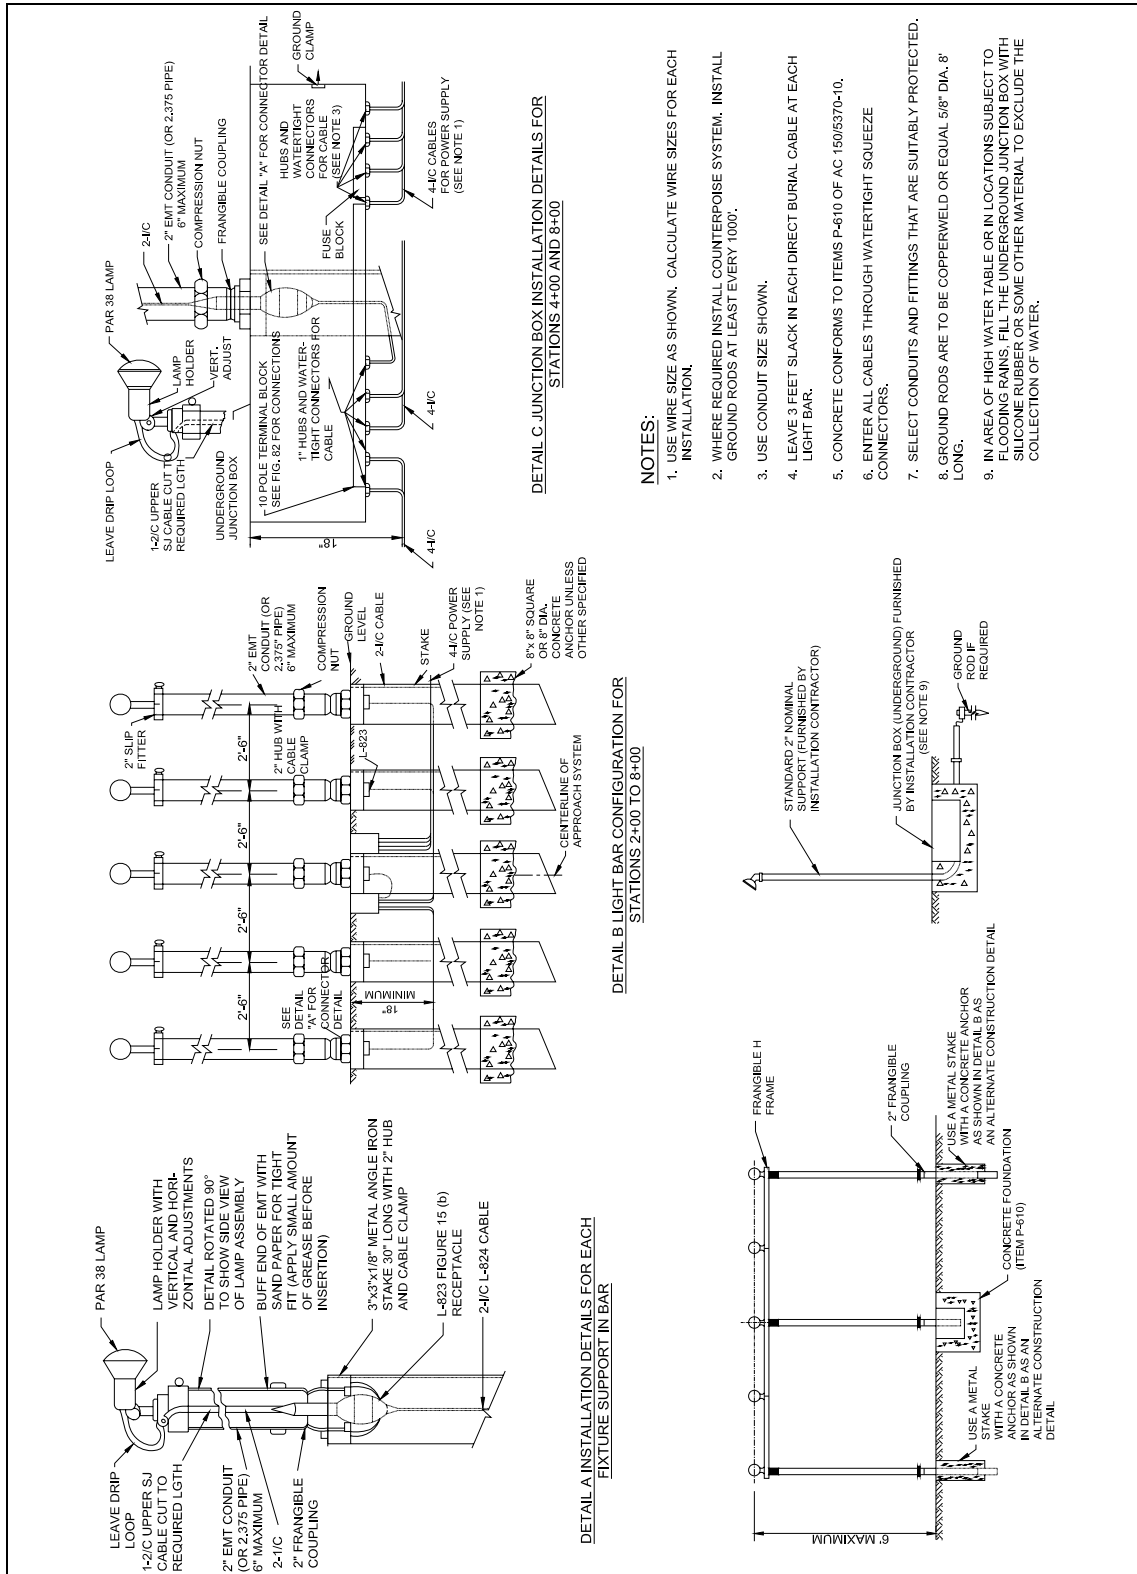 PAR 38 LAMP
LAMP HOLDER WITH
VERTICAL AND HORI-
ZONTAL ADJUSTMENTS
DETAIL ROTATED 90°
TO SHOW SIDE VIEW
OF LAMP ASSEMBLY
BUFF END OF EMT WITH
SAND PAPER FOR TIGHT
FIT (APPLY SMALL AMOUNT
OF GREASE BEFORE
INSERTION)
3"x3"x1/8" METAL ANGLE IRON
STAKE 30" LONG WITH 2" HUB
AND CABLE CLAMP
L-823 FIGURE 15 (b)
RECEPTACLE
2-I/C L-824 CABLE
LEAVE DRIP
LOOP
1-2/C UPPER SJ
CABLE CUT TO
REQUIRED LGTH
2" EMT CONDUIT
(OR 2.375 PIPE)
6" MAXIMUM
2-1/C
2" FRANGIBLE
COUPLING
DETAIL A INSTALLATION DETAILS FOR EACH
FIXTURE SUPPORT IN BAR
2" SLIP
FITTER
2'-6"
2'-6"
2'-6"
2'-6"
2" HUB WITH
CABLE
CLAMP
2" EMT
CONDUIT (OR
2.375" PIPE)
6" MAXIMUM
COMPRESSION
NUT
GROUND
LEVEL
2-I/C CABLE
STAKE
4-I/C POWER
SUPPLY (SEE
NOTE 1)
8"x 8" SQUARE
OR 8" DIA.
CONCRETE
ANCHOR UNLESS
OTHER SPECIFIED
L-823
SEE
DETAIL
"A" FOR
CONNECTOR
DETAIL
18"
MINIMUM
CENTERLINE OF
APPROACH SYSTEM
DETAIL B LIGHT BAR CONFIGURATION FOR
STATIONS 2+00 TO 8+00
PAR 38 LAMP
LAMP
HOLDER
VERT.
ADJUST
LEAVE DRIP LOOP
1-2/C UPPER
SJ CABLE CUT TO
REQUIRED LGTH
UNDERGROUND
JUNCTION BOX
2-I/C
2" EMT CONDUIT (OR 2.375 PIPE)
6" MAXIMUM
COMPRESSION NUT
FRANGIBLE COUPLING
SEE DETAIL "A" FOR CONNECTOR DETAIL
10 POLE TERMINAL BLOCK
SEE FIG. 82 FOR CONNECTIONS
1" HUBS AND WATER-
TIGHT CONNECTORS FOR
CABLE
HUBS AND
WATERTIGHT
CONNECTORS
FOR CABLE
(SEE NOTE 3)
GROUND
CLAMP
FUSE
BLOCK
18"
4-I/C
4-I/C
4-I/C CABLES
FOR POWER SUPPLY
(SEE NOTE 1)
DETAIL C JUNCTION BOX INSTALLATION DETAILS FOR
STATIONS 4+00 AND 8+00
FRANGIBLE H
FRAME
2" FRANGIBLE
COUPLING
6' MAXIMUM
USE A METAL
STAKE
WITH A CONCRETE
ANCHOR AS SHOWN
IN DETAIL B AS AN
ALTERNATE CONSTRUCTION
DETAIL
USE A METAL STAKE
WITH A CONCRETE ANCHOR
AS SHOWN IN DETAIL B AS
AN ALTERNATE CONSTRUCTION DETAIL
CONCRETE FOUNDATION
(ITEM P-610)
STANDARD 2" NOMINAL
SUPPORT (FURNISHED BY
INSTALLATION CONTRACTOR)
JUNCTION BOX (UNDERGROUND) FURNISHED
BY INSTALLATION CONTRACTOR
(SEE NOTE 9)
GROUND
ROD IF
REQUIRED
NOTES:
1. USE WIRE SIZE AS SHOWN. CALCULATE WIRE SIZES FOR EACH
INSTALLATION.
2. WHERE REQUIRED INSTALL COUNTERPOISE SYSTEM. INSTALL
GROUND RODS AT LEAST EVERY 1000'.
3. USE CONDUIT SIZE SHOWN.
4. LEAVE 3 FEET SLACK IN EACH DIRECT BURIAL CABLE AT EACH
LIGHT BAR.
5. CONCRETE CONFORMS TO ITEMS P-610 OF AC 150/5370-10.
6. ENTER ALL CABLES THROUGH WATERTIGHT SQUEEZE
CONNECTORS.
7. SELECT CONDUITS AND FITTINGS THAT ARE SUITABLY PROTECTED.
8. GROUND RODS ARE TO BE COPPERWELD OR EQUAL 5/8" DIA. 8'
LONG.
9. IN AREA OF HIGH WATER TABLE OR IN LOCATIONS SUBJECT TO
FLOODING RAINS, FILL THE UNDERGROUND JUNCTION BOX WITH
SILICONE RUBBER OR SOME OTHER MATERIAL TO EXCLUDE THE
COLLECTION OF WATER.